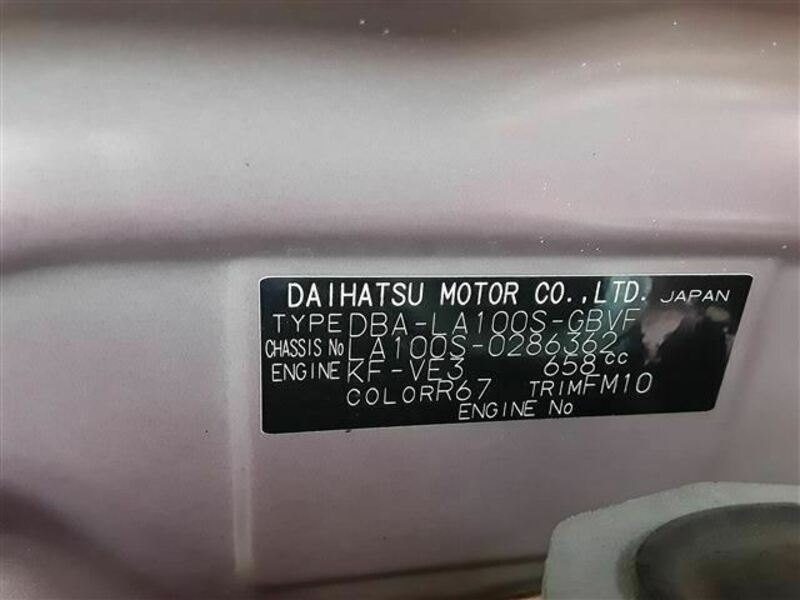 DAIHATSU MOTOR CO.,LTD. JAPAN
TYPE DBA-LA100S-GBVF
CHASSIS No LA100S-0286362
ENGINE KF-VE3 658cc
COLOR R67 TRIM FM10
ENGINE No